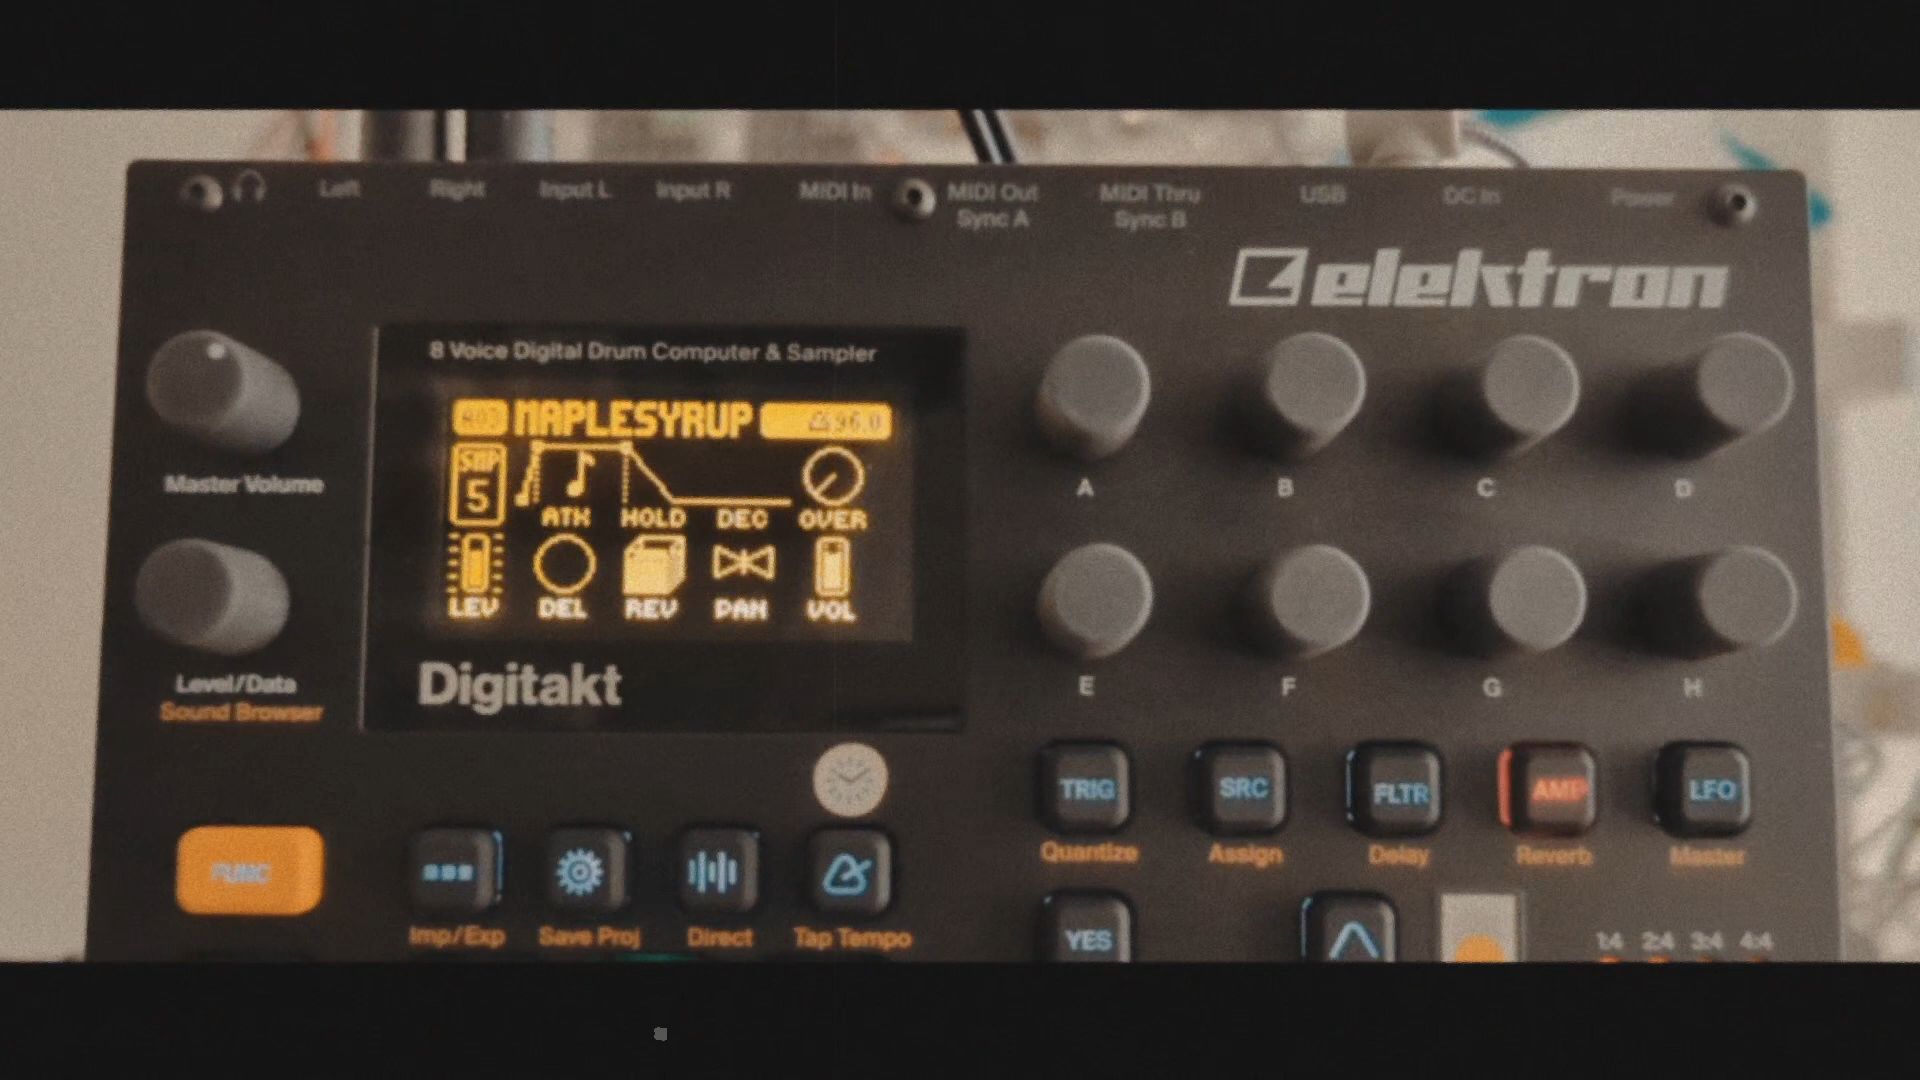 Left Right Input L Input R MIDI In MIDI Out MIDI Thru USB DC In Power
Sync A Sync B
elektron
8 Voice Digital Drum Computer & Sampler
MAPLESYRUP 96.0
SMP
5
ATK HOLD DEC OVER
LEV DEL REV PAN VOL
Digitakt
Master Volume
Level/Data
Sound Browser
A B C D
E F G H
TRIG SRC FLTR AMP LFO
Quantize Assign Delay Reverb Master
FUNC
Imp/Exp Save Proj Direct Tap Tempo
YES
1:4 2:4 3:4 4:4